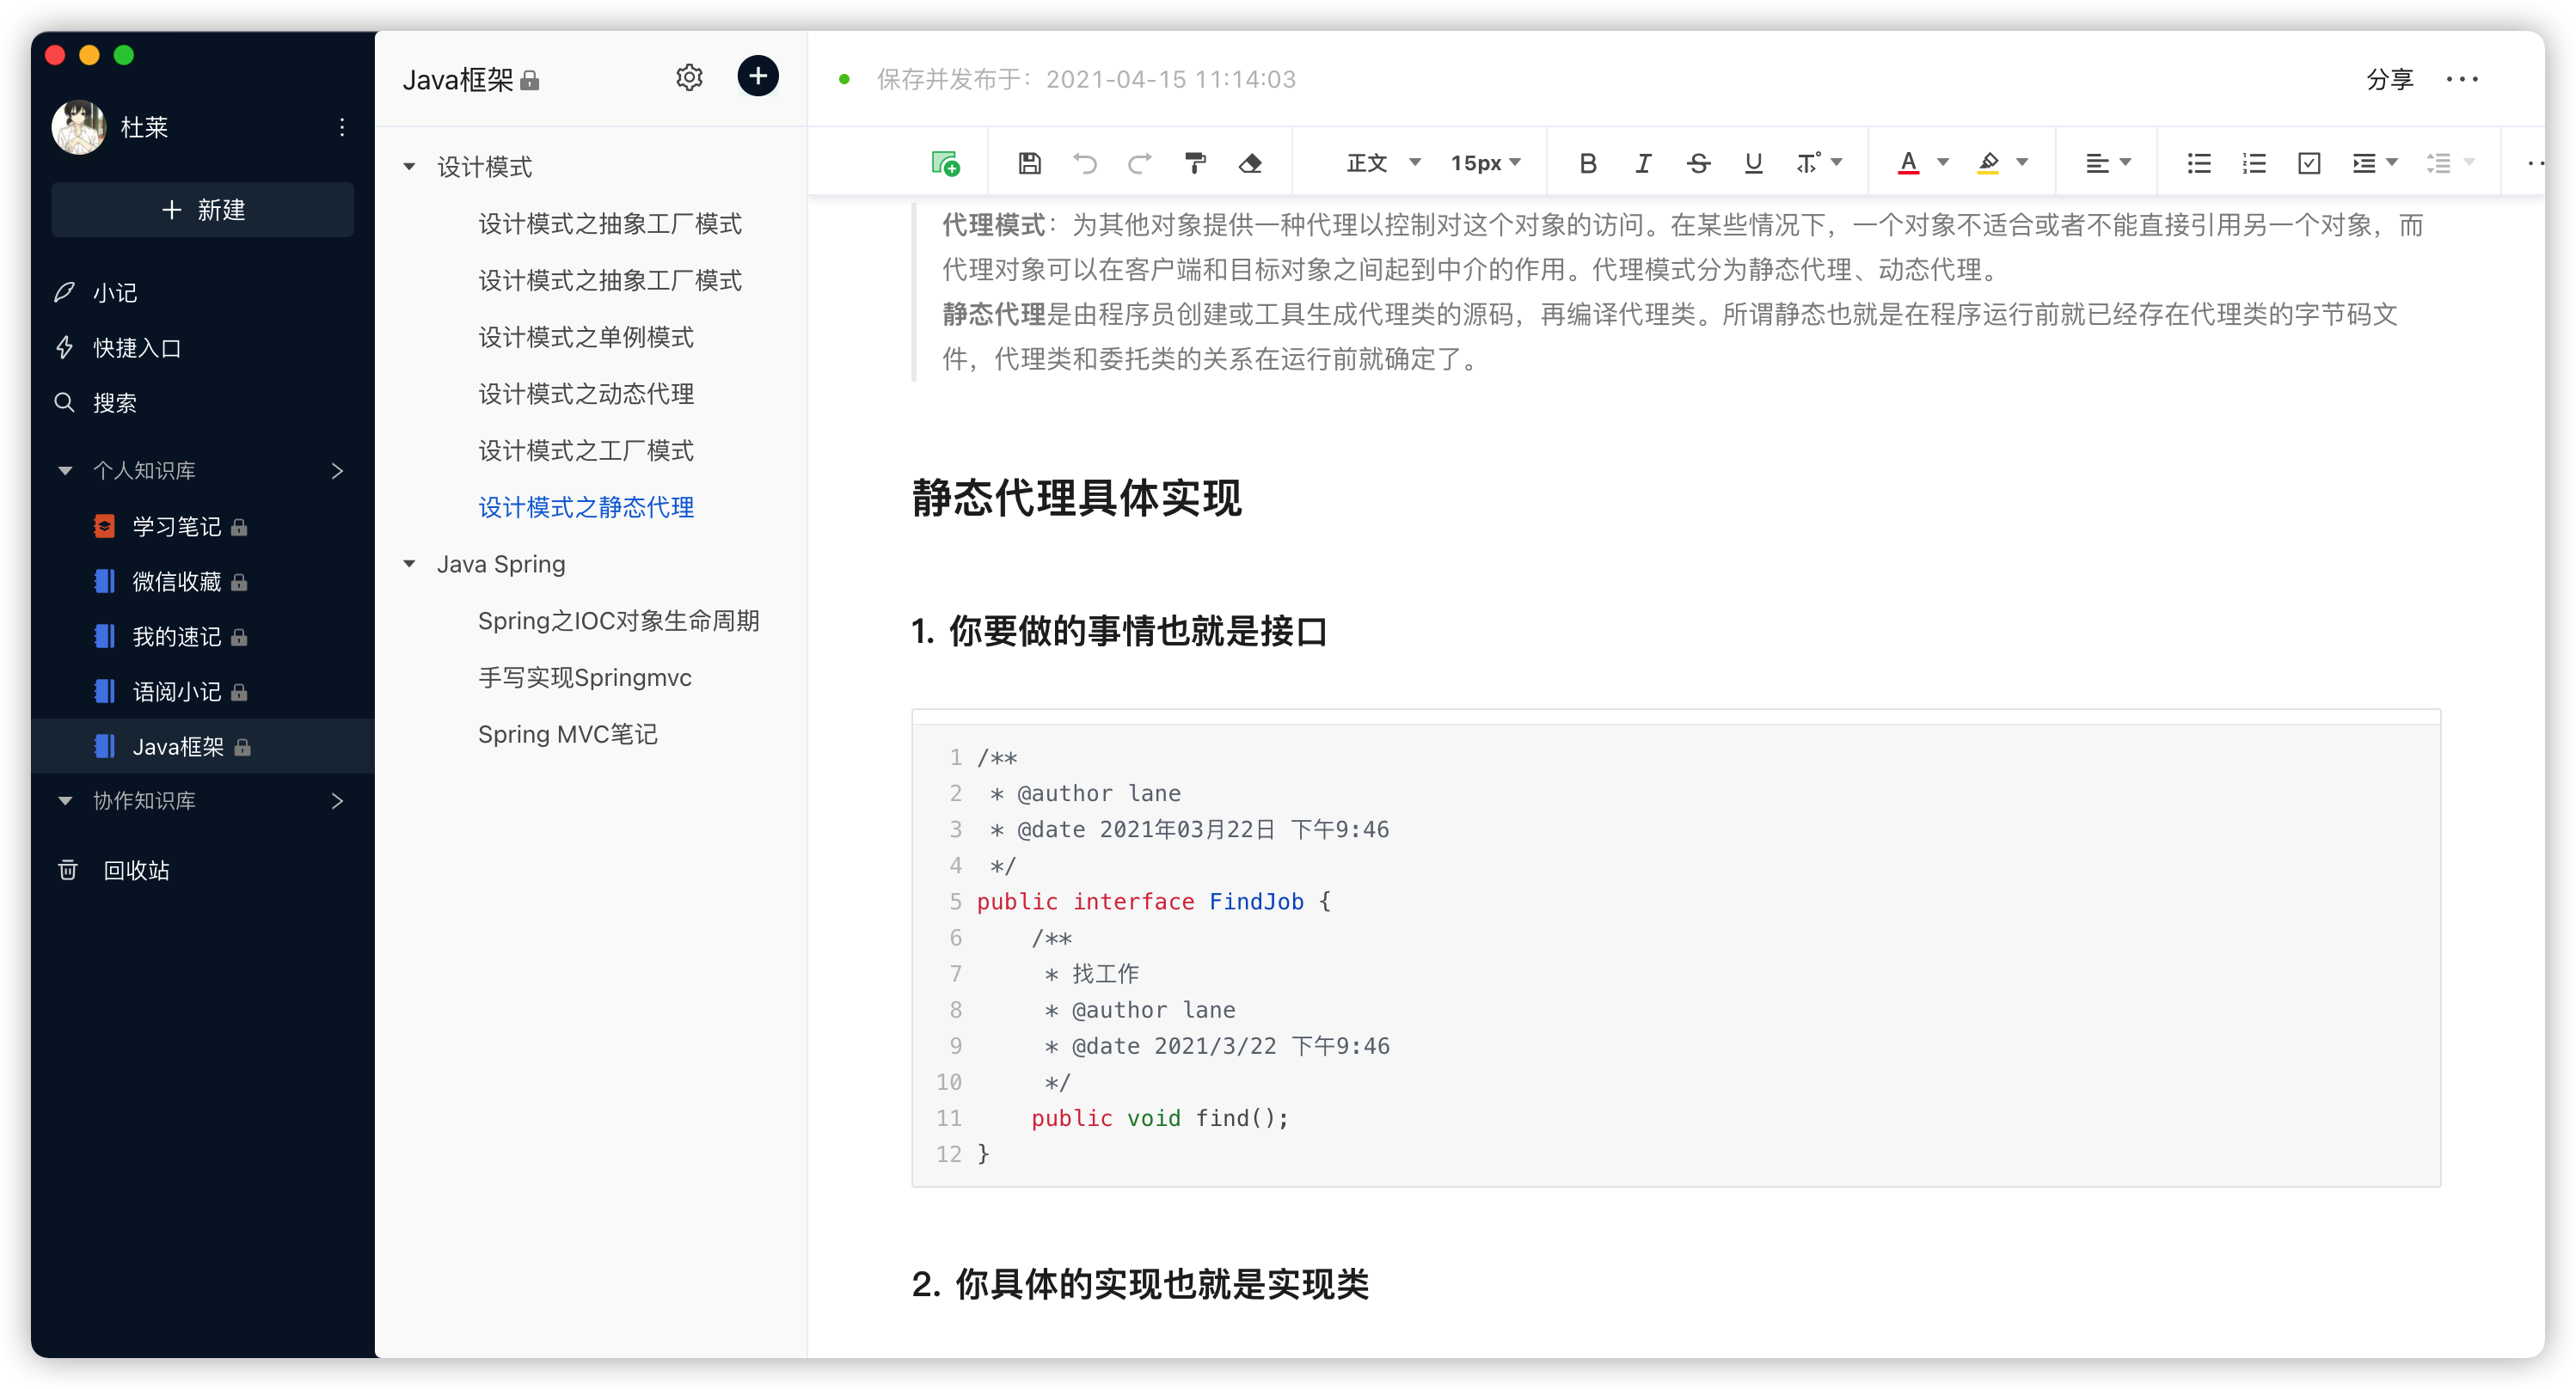 杜莱
新建
小记
快捷入口
搜索
个人知识库
学习笔记
微信收藏
我的速记
语阅小记
Java框架
协作知识库
回收站
Java框架
设计模式
设计模式之抽象工厂模式
设计模式之抽象工厂模式
设计模式之单例模式
设计模式之动态代理
设计模式之工厂模式
设计模式之静态代理
Java Spring
Spring之IOC对象生命周期
手写实现Springmvc
Spring MVC笔记
保存并发布于：2021-04-15 11:14:03
分享
正文 15px
代理模式：为其他对象提供一种代理以控制对这个对象的访问。在某些情况下，一个对象不适合或者不能直接引用另一个对象，而
代理对象可以在客户端和目标对象之间起到中介的作用。代理模式分为静态代理、动态代理。
静态代理是由程序员创建或工具生成代理类的源码，再编译代理类。所谓静态也就是在程序运行前就已经存在代理类的字节码文
件，代理类和委托类的关系在运行前就确定了。
静态代理具体实现
1. 你要做的事情也就是接口
1 /**
2  * @author lane
3  * @date 2021年03月22日 下午9:46
4  */
5 public interface FindJob {
6     /**
7      * 找工作
8      * @author lane
9      * @date 2021/3/22 下午9:46
10      */
11     public void find();
12 }
2. 你具体的实现也就是实现类